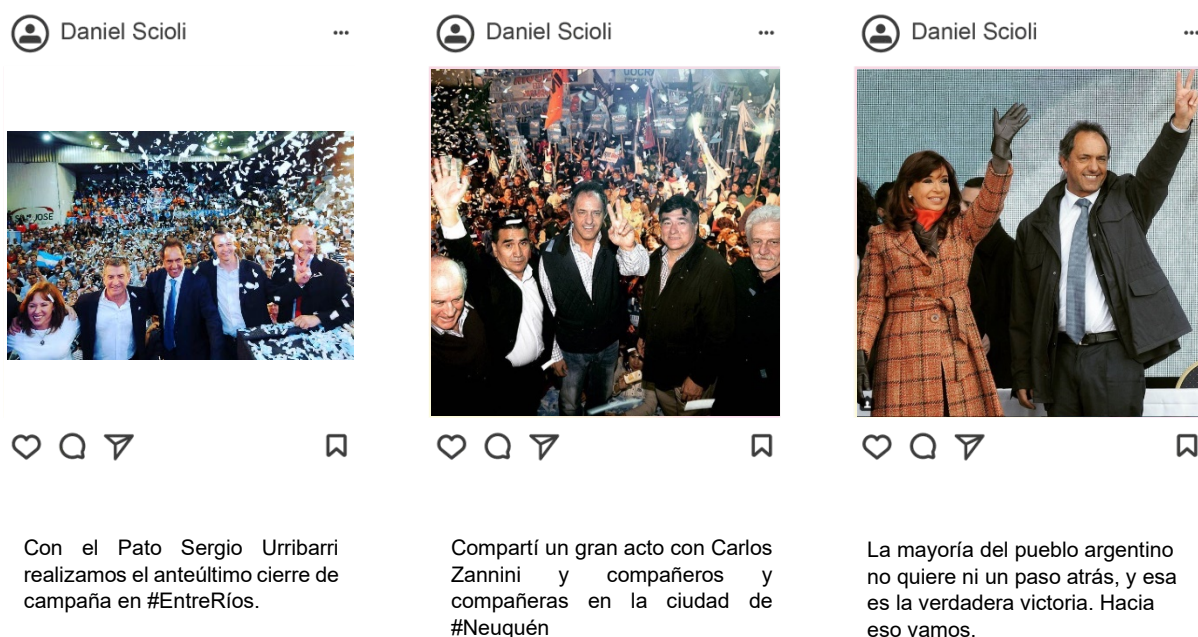 Daniel Scioli
Con el Pato Sergio Urribarri
realizamos el anteúltimo cierre de
campaña en #EntreRíos.
Daniel Scioli
Compartí un gran acto con Carlos
Zannini y compañeros y
compañeras en la ciudad de
#Neuquén
Daniel Scioli
La mayoría del pueblo argentino
no quiere ni un paso atrás, y esa
es la verdadera victoria. Hacia
eso vamos.